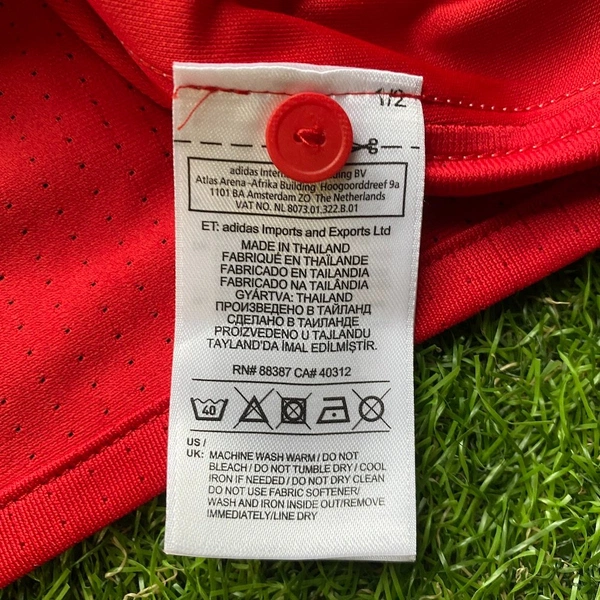 1/2
adidas International Trading BV
Atlas Arena-Afrika Building Hoogoorddreef 9a
1101 BA Amsterdam ZO The Netherlands
VAT NO. NL 8073.01.322.B.01
ET: adidas Imports and Exports Ltd
MADE IN THAILAND
FABRIQUÉ EN THAÏLANDE
FABRICADO EN TAILANDIA
FABRICADO NA TAILÂNDIA
GYÁRTVA: THAILAND
ПРОИЗВЕДЕНО В ТАЙЛАНД
СДЕЛАНО В ТАИЛАНДЕ
PROIZVEDENO U TAJLANDU
TAYLAND'DA İMAL EDİLMİŞTİR.
RN# 88387 CA# 40312
40
US /
UK: MACHINE WASH WARM / DO NOT
BLEACH / DO NOT TUMBLE DRY / COOL
IRON IF NEEDED / DO NOT DRY CLEAN
DO NOT USE FABRIC SOFTENER/
WASH AND IRON INSIDE OUT/REMOVE
IMMEDIATELY/LINE DRY